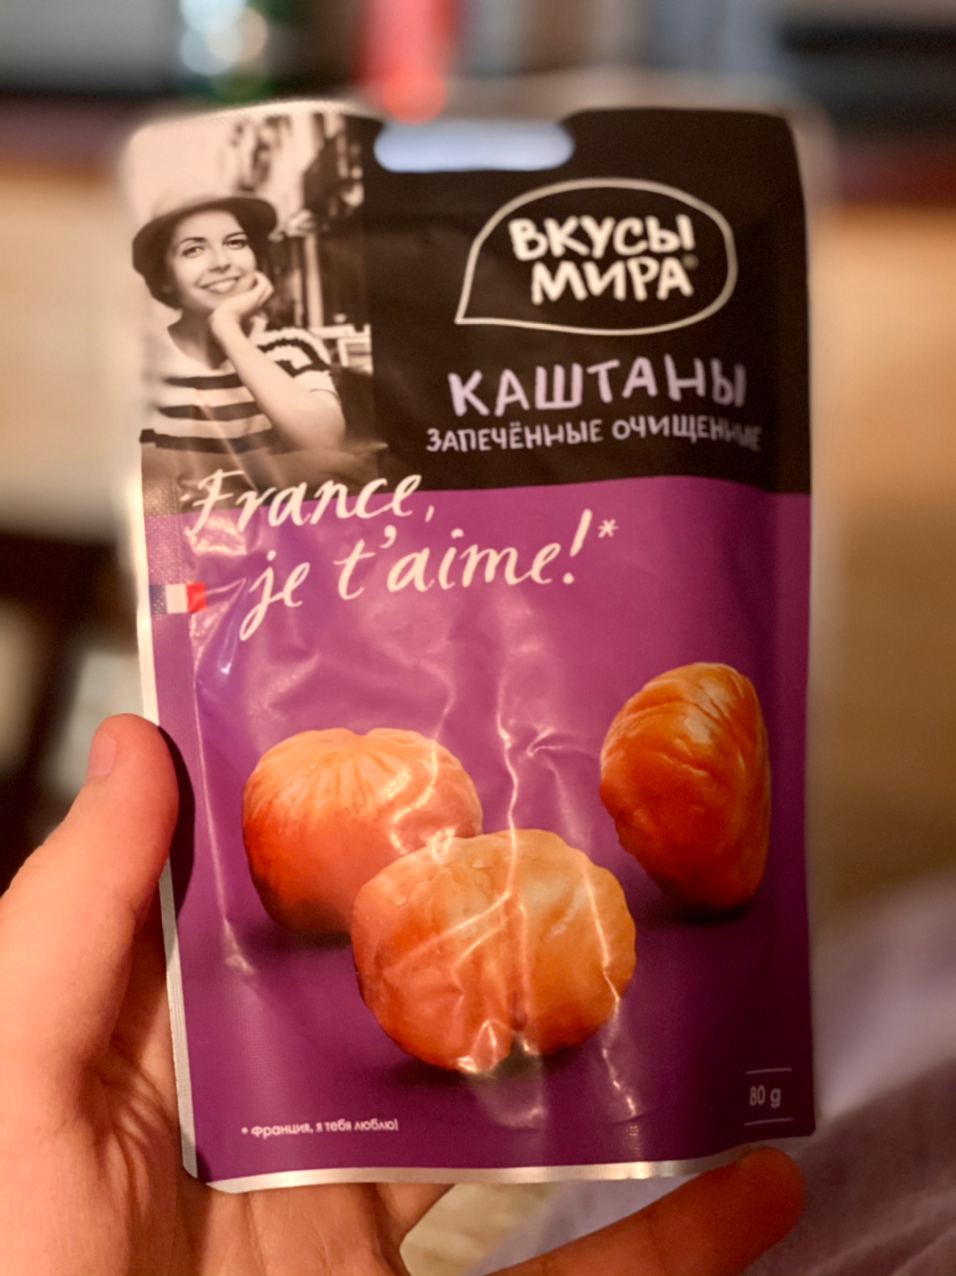 ВКУСЫ
МИРА®
КАШТАНЫ
ЗАПЕЧЁННЫЕ ОЧИЩЕННЫЕ
France,
je t'aime!*
80 g
* Франция, я тебя люблю!